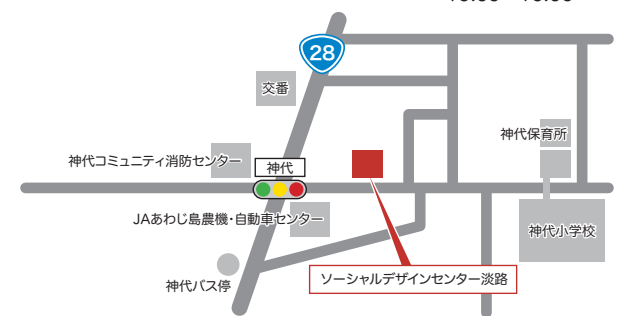 28
交番
神代保育所
神代コミュニティ消防センター
神代
JAあわじ島農機・自動車センター
神代小学校
ソーシャルデザインセンター淡路
神代バス停